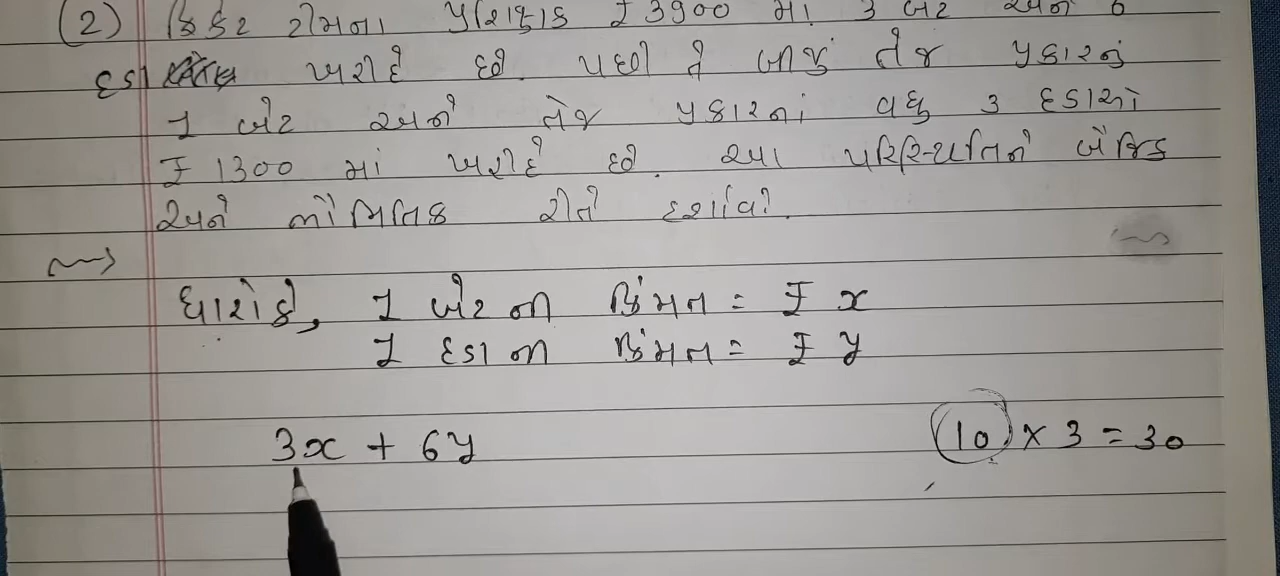 (2) ક્રિકેટ ટીમના પ્રશિક્ષક ₹ 3900 માં 3 બેટ અને 6
દડા ખરીદે છે. પછી તે બીજું તેજ પ્રકારનું
1 બેટ અને તેજ પ્રકારનાં વધુ 3 દડાઓ
₹ 1300 માં ખરીદે છે. આ પરિસ્થિતિને બૈજિક
અને ભૌમિતિક રીતે દર્શાવો.
ધારોકે, 1 બેટ ની કિંમત = ₹ x
1 દડા ની કિંમત = ₹ y
3x + 6y
10 × 3 = 30